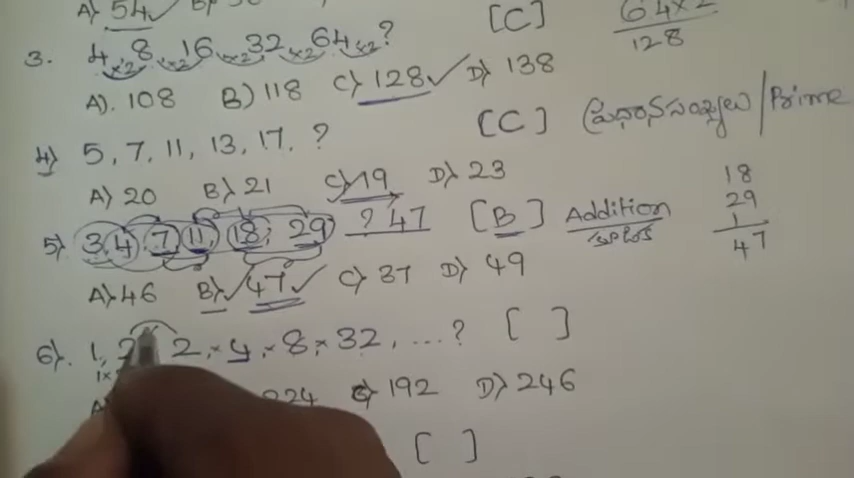 A) 54 ✓ B)
[C] 64×2
3. 4, 8, 16, 32, 64, ? 128
×2 ×2 ×2 ×2 ×2
A). 108 B) 118 C) 128 ✓ D) 138
4) 5, 7, 11, 13, 17, ? [C] /Prime
A) 20 B) 21 C) 19 D) 23
18
29
1
47
5) 3, 4, 7, 11, 18, 29 ? 47 [B] Addition
A) 46 B) ✓ 47 ✓ C) 37 D) 49
6). 1, 2 2, × 4, × 8, × 32, ...? [ ]
1×
224 C) 192 D) 246
[ ]